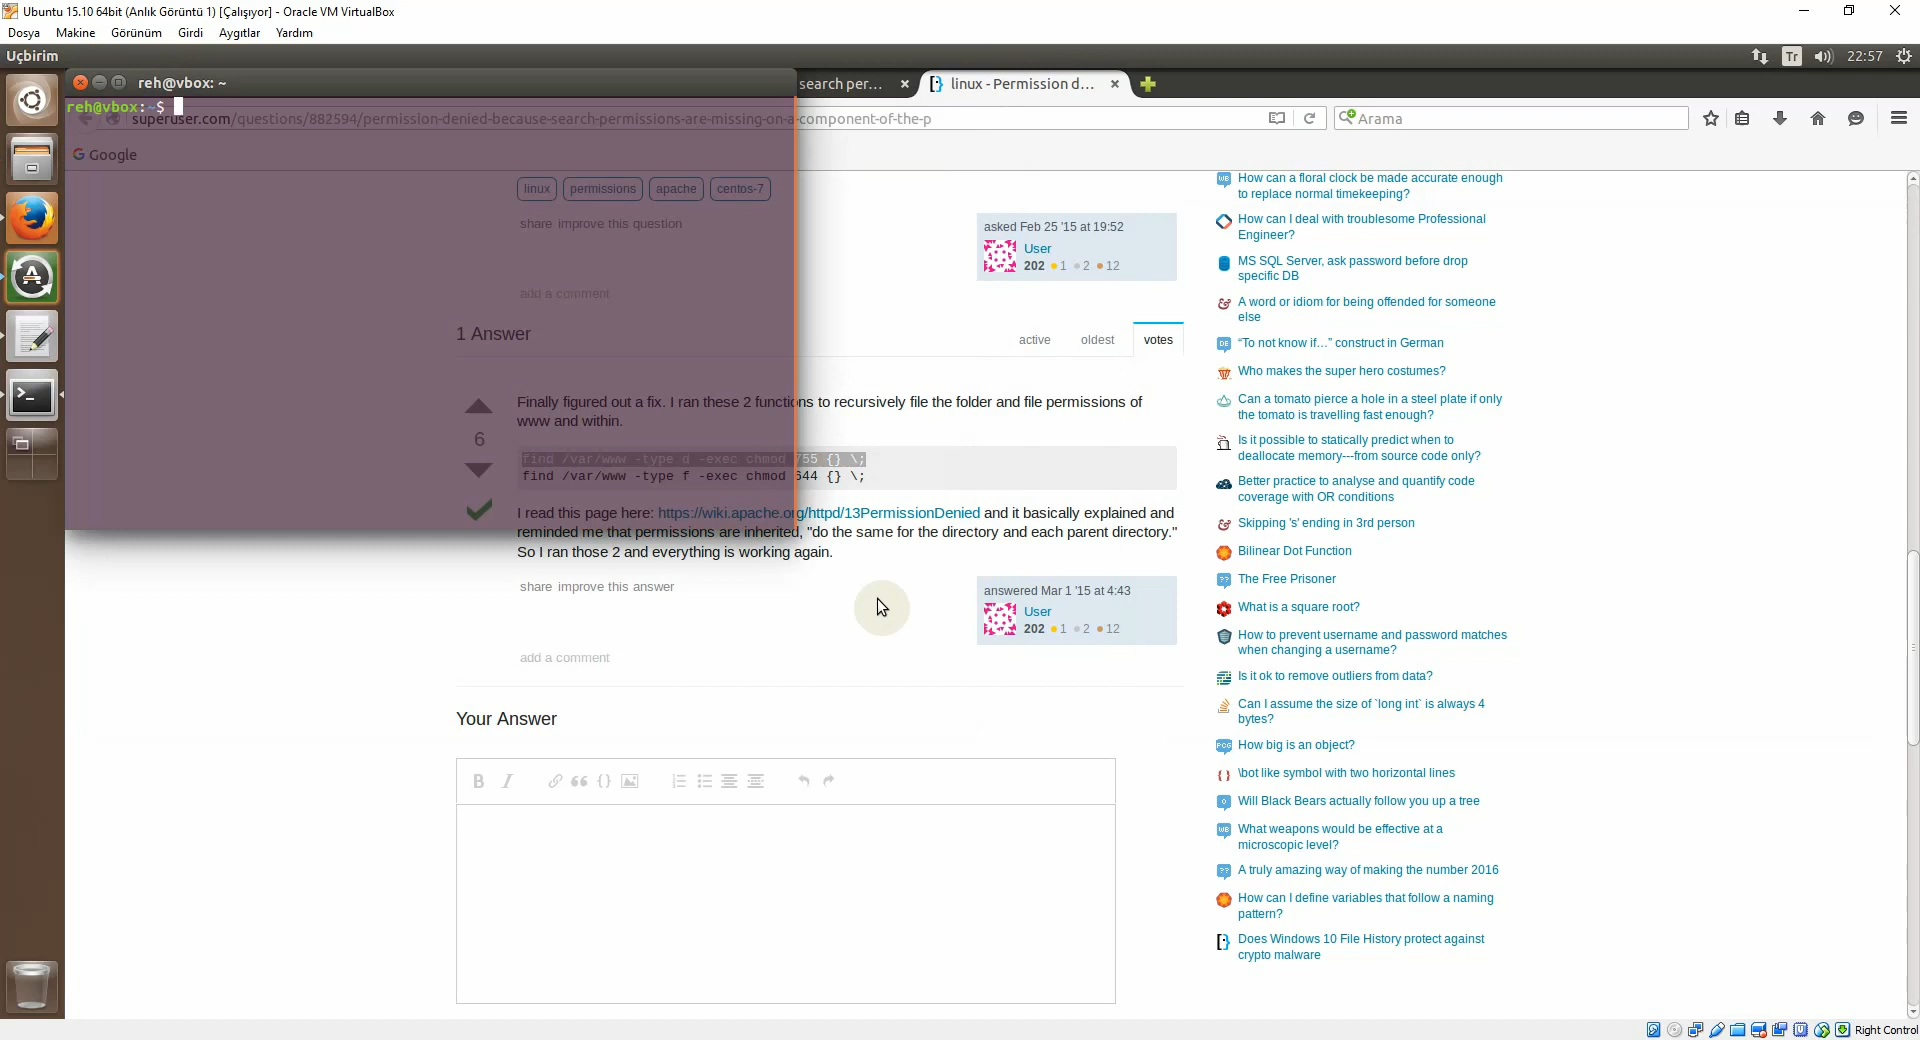 Ubuntu 15.10 64bit (Anlık Görüntü 1) [Çalışıyor] - Oracle VM VirtualBox
Dosya Makine Görünüm Girdi Aygıtlar Yardım
Uçbirim
Tr
22:57
reh@vbox: ~
search per...
linux - Permission d...
reh@vbox:~$
superuser.com/questions/882594/permission-denied-because-search-permissions-are-missing-on-a-component-of-the-p
Arama
Google
linux permissions apache centos-7
share improve this question
asked Feb 25 '15 at 19:52
User
202 1 2 12
add a comment
1 Answer
active oldest votes
Finally figured out a fix. I ran these 2 functions to recursively file the folder and file permissions of
www and within.
6
find /var/www -type d -exec chmod 755 {} \;
find /var/www -type f -exec chmod 644 {} \;
I read this page here: https://wiki.apache.org/httpd/13PermissionDenied and it basically explained and
reminded me that permissions are inherited, "do the same for the directory and each parent directory."
So I ran those 2 and everything is working again.
share improve this answer
answered Mar 1 '15 at 4:43
User
202 1 2 12
add a comment
Your Answer
B I
How can a floral clock be made accurate enough
to replace normal timekeeping?
How can I deal with troublesome Professional
Engineer?
MS SQL Server, ask password before drop
specific DB
A word or idiom for being offended for someone
else
“To not know if…” construct in German
Who makes the super hero costumes?
Can a tomato pierce a hole in a steel plate if only
the tomato is travelling fast enough?
Is it possible to statically predict when to
deallocate memory---from source code only?
Better practice to analyse and quantify code
coverage with OR conditions
Skipping 's' ending in 3rd person
Bilinear Dot Function
The Free Prisoner
What is a square root?
How to prevent username and password matches
when changing a username?
Is it ok to remove outliers from data?
Can I assume the size of `long int` is always 4
bytes?
How big is an object?
\bot like symbol with two horizontal lines
Will Black Bears actually follow you up a tree
What weapons would be effective at a
microscopic level?
A truly amazing way of making the number 2016
How can I define variables that follow a naming
pattern?
Does Windows 10 File History protect against
crypto malware
Right Control